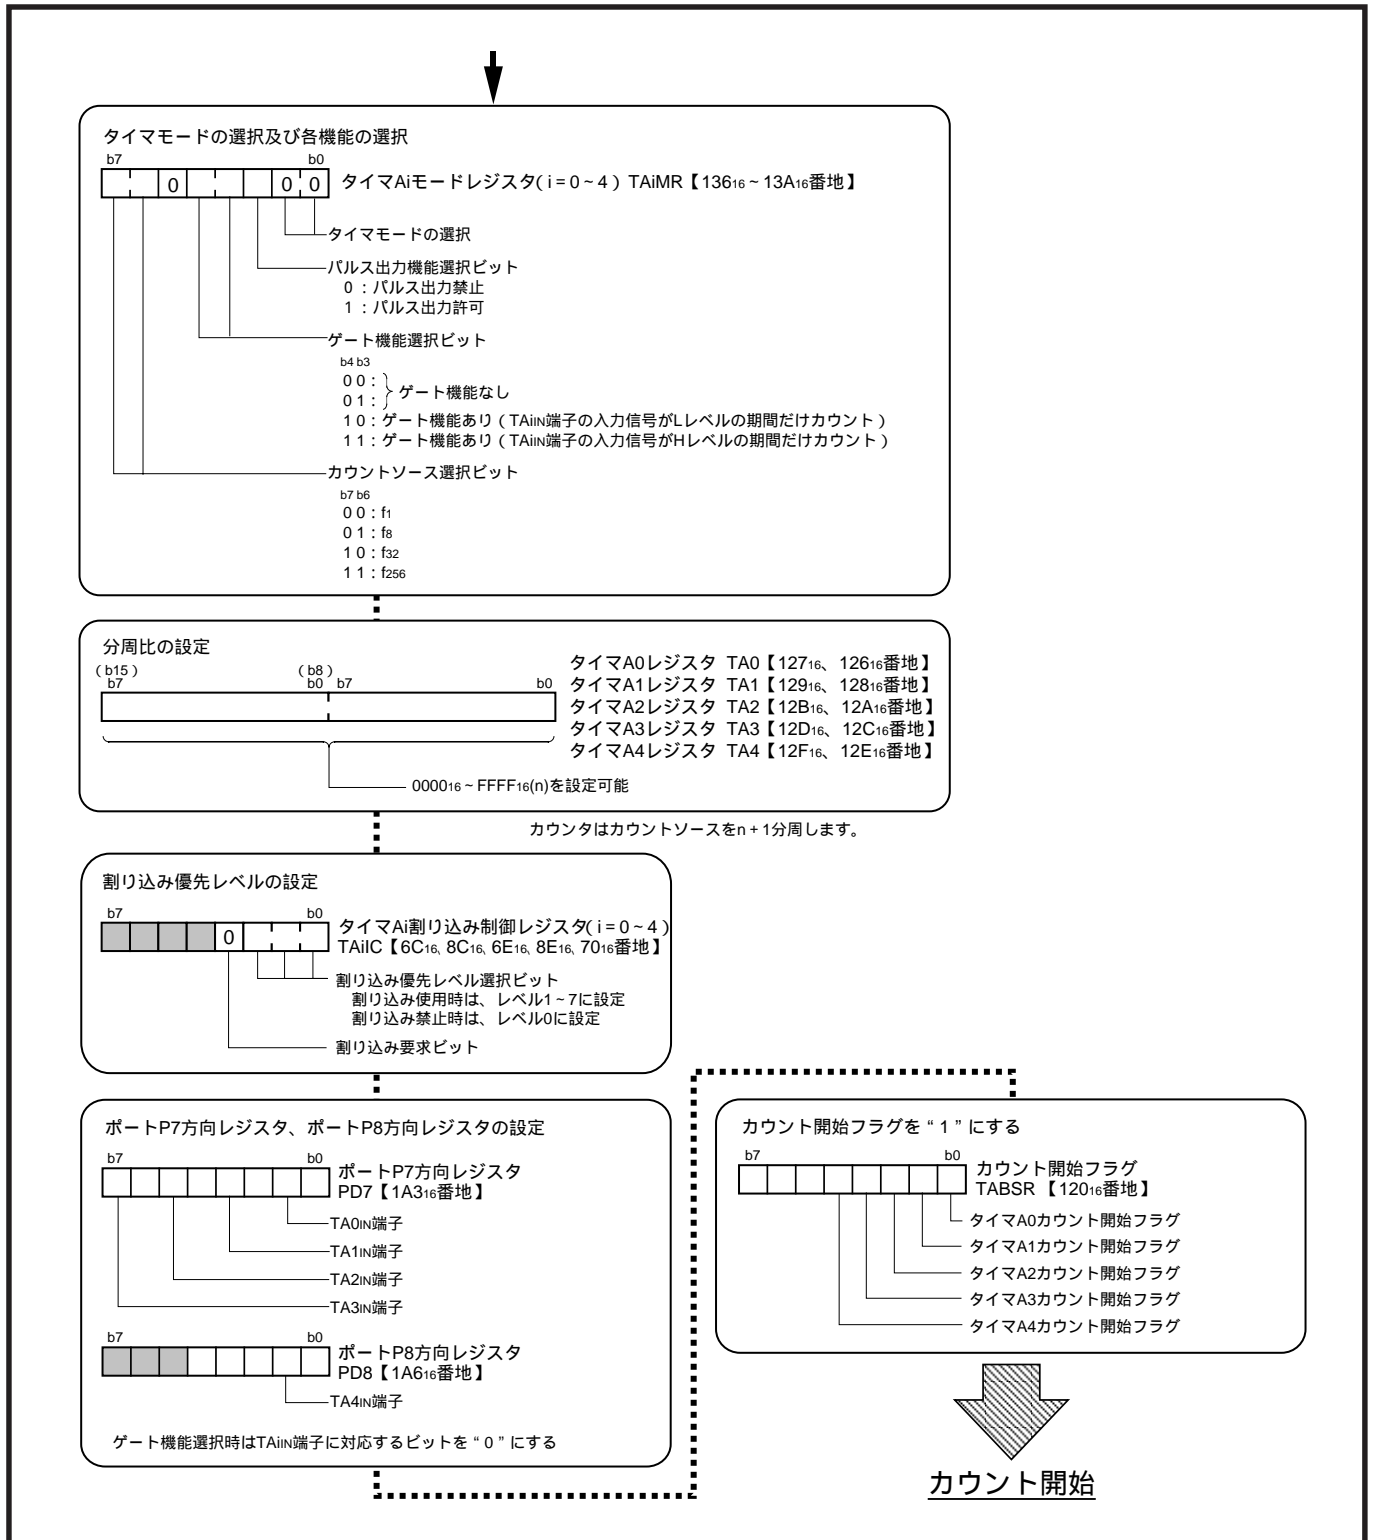 タイマモードの選択及び各機能の選択
b7 b0
0 0 0
タイマAiモードレジスタ(i=0~4) TAiMR【13616~13A16番地】
タイマモードの選択
パルス出力機能選択ビット
0:パルス出力禁止
1:パルス出力許可
ゲート機能選択ビット
b4 b3
0 0:
0 1:
ゲート機能なし
1 0:ゲート機能あり(TAiIN端子の入力信号がLレベルの期間だけカウント)
1 1:ゲート機能あり(TAiIN端子の入力信号がHレベルの期間だけカウント)
カウントソース選択ビット
b7 b6
0 0:f1
0 1:f8
1 0:f32
1 1:f256
分周比の設定
(b15) (b8)
b7 b0 b7 b0
タイマA0レジスタ TA0【12716、12616番地】
タイマA1レジスタ TA1【12916、12816番地】
タイマA2レジスタ TA2【12B16、12A16番地】
タイマA3レジスタ TA3【12D16、12C16番地】
タイマA4レジスタ TA4【12F16、12E16番地】
000016~FFFF16(n)を設定可能
カウンタはカウントソースをn+1分周します。
割り込み優先レベルの設定
b7 b0
0
タイマAi割り込み制御レジスタ(i=0~4)
TAiIC【6C16、8C16、6E16、8E16、7016番地】
割り込み優先レベル選択ビット
割り込み使用時は、レベル1~7に設定
割り込み禁止時は、レベル0に設定
割り込み要求ビット
ポートP7方向レジスタ、ポートP8方向レジスタの設定
b7 b0
ポートP7方向レジスタ
PD7【1A316番地】
TA0IN端子
TA1IN端子
TA2IN端子
TA3IN端子
b7 b0
ポートP8方向レジスタ
PD8【1A616番地】
TA4IN端子
ゲート機能選択時はTAiIN端子に対応するビットを“0”にする
カウント開始フラグを“1”にする
b7 b0
カウント開始フラグ
TABSR【12016番地】
タイマA0カウント開始フラグ
タイマA1カウント開始フラグ
タイマA2カウント開始フラグ
タイマA3カウント開始フラグ
タイマA4カウント開始フラグ
カウント開始